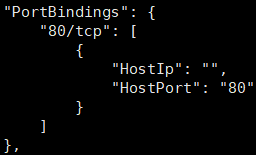 "PortBindings": {
    "80/tcp": [
        {
            "HostIp": "",
            "HostPort": "80"
        }
    ]
},